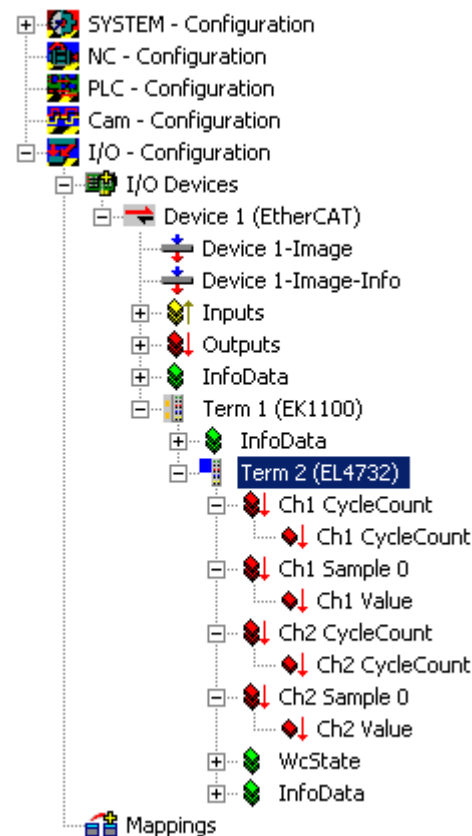 SYSTEM - Configuration
NC - Configuration
PLC - Configuration
Cam - Configuration
I/O - Configuration
I/O Devices
Device 1 (EtherCAT)
Device 1-Image
Device 1-Image-Info
Inputs
Outputs
InfoData
Term 1 (EK1100)
InfoData
Term 2 (EL4732)
Ch1 CycleCount
Ch1 CycleCount
Ch1 Sample 0
Ch1 Value
Ch2 CycleCount
Ch2 CycleCount
Ch2 Sample 0
Ch2 Value
WcState
InfoData
Mappings